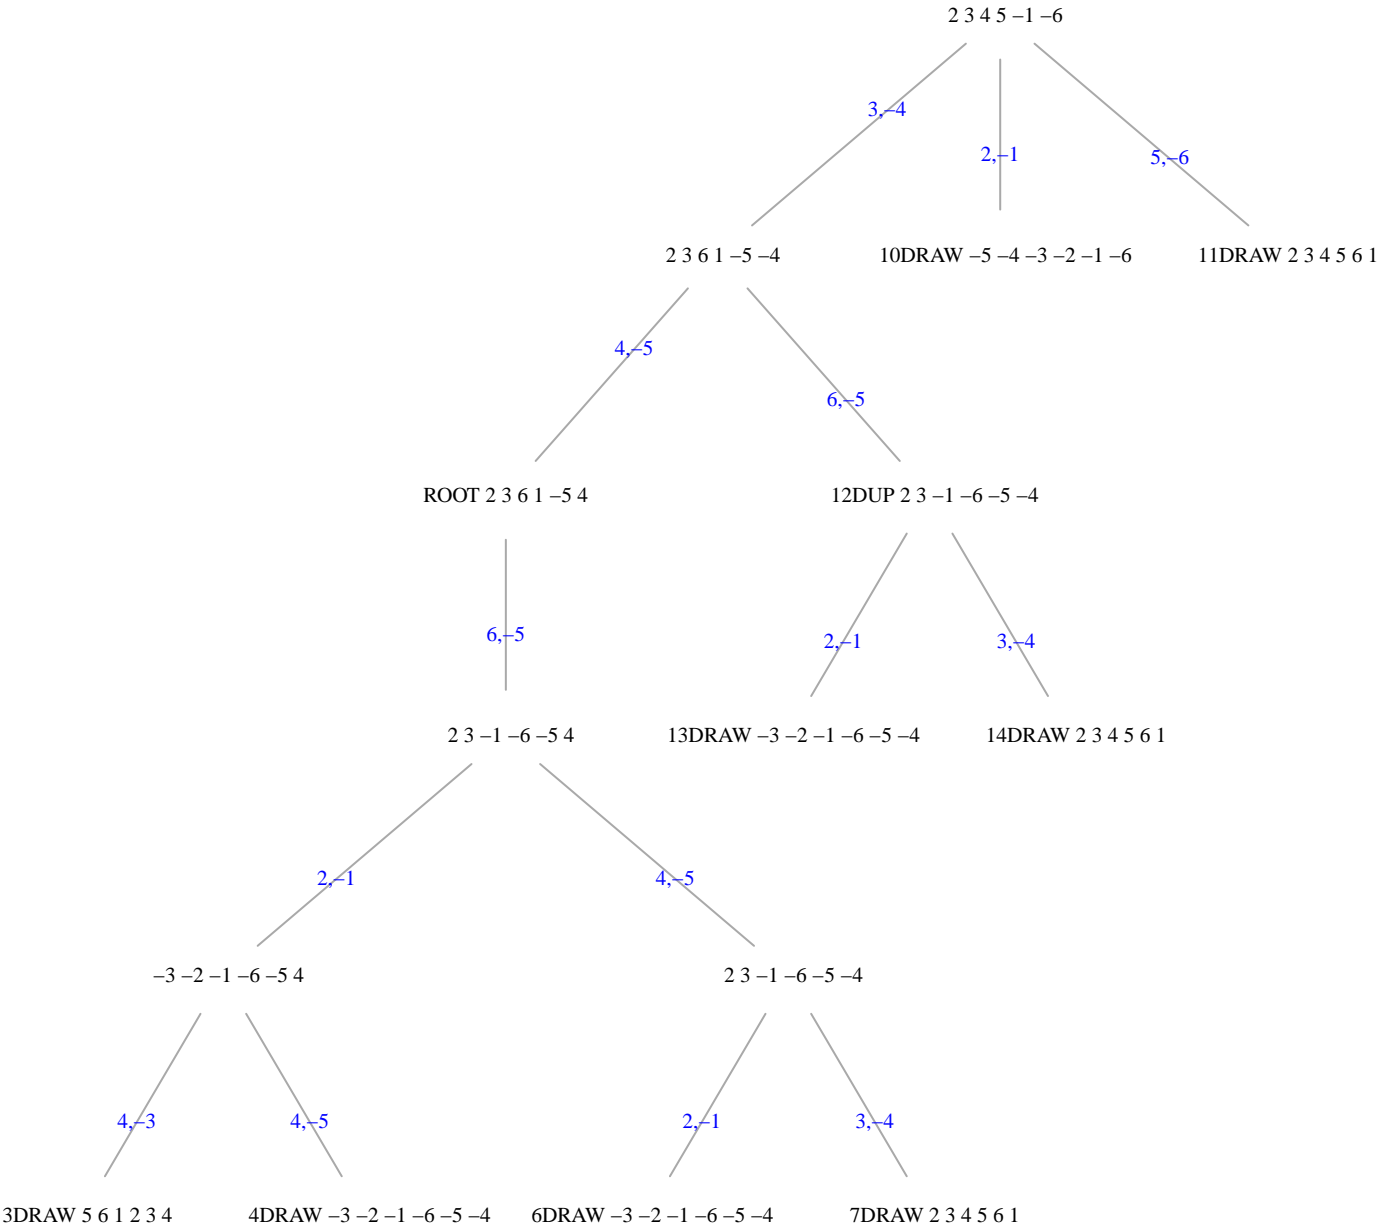 2 3 4 5 −1 −6
3,−4
2,−1
5,−6
2 3 6 1 −5 −4
10DRAW −5 −4 −3 −2 −1 −6
11DRAW 2 3 4 5 6 1
4,−5
6,−5
ROOT 2 3 6 1 −5 4
12DUP 2 3 −1 −6 −5 −4
6,−5
2,−1
3,−4
2 3 −1 −6 −5 4
13DRAW −3 −2 −1 −6 −5 −4
14DRAW 2 3 4 5 6 1
2,−1
4,−5
−3 −2 −1 −6 −5 4
2 3 −1 −6 −5 −4
4,−3
4,−5
2,−1
3,−4
3DRAW 5 6 1 2 3 4
4DRAW −3 −2 −1 −6 −5 −4
6DRAW −3 −2 −1 −6 −5 −4
7DRAW 2 3 4 5 6 1